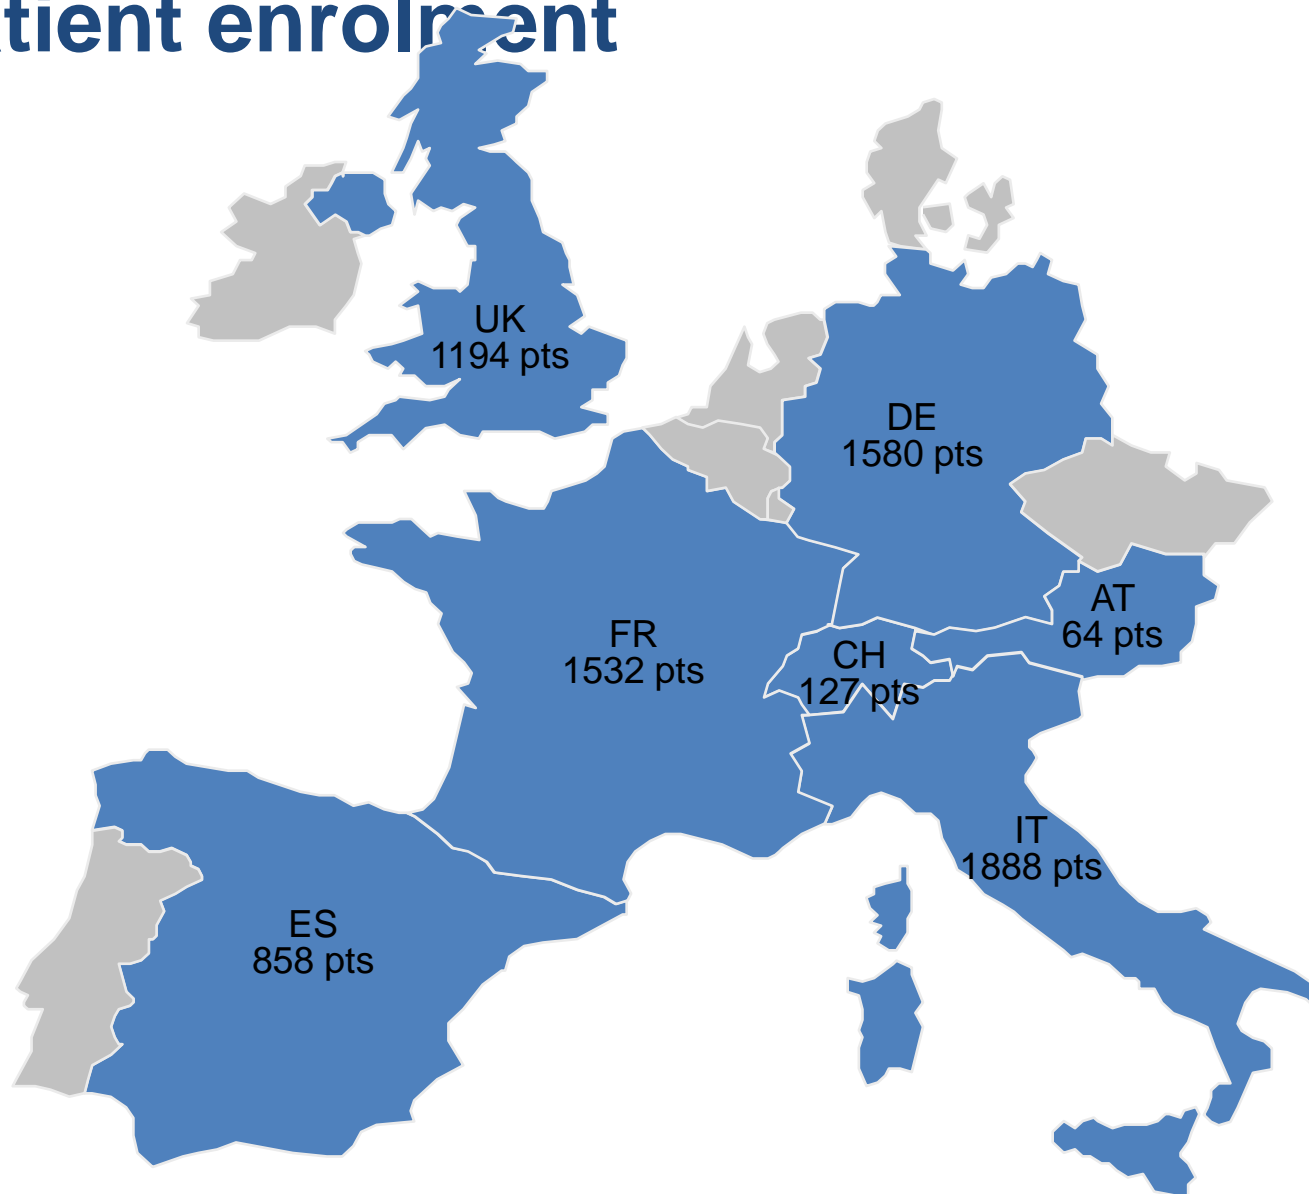 tient enrolment
UK
1194 pts
DE
1580 pts
AT
64 pts
FR
1532 pts
CH
127 pts
IT
1888 pts
ES
858 pts